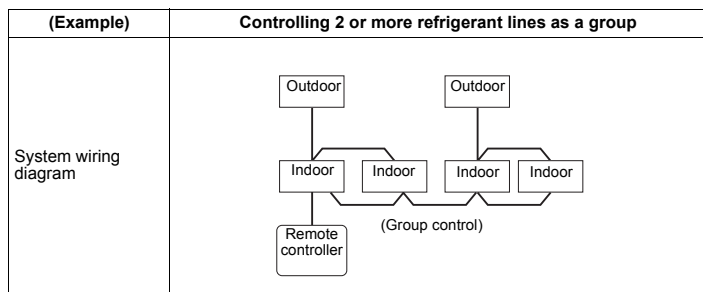 (Example)
Controlling 2 or more refrigerant lines as a group
System wiring
diagram
Outdoor
Outdoor
Indoor
Indoor
Indoor
Indoor
(Group control)
Remote
controller